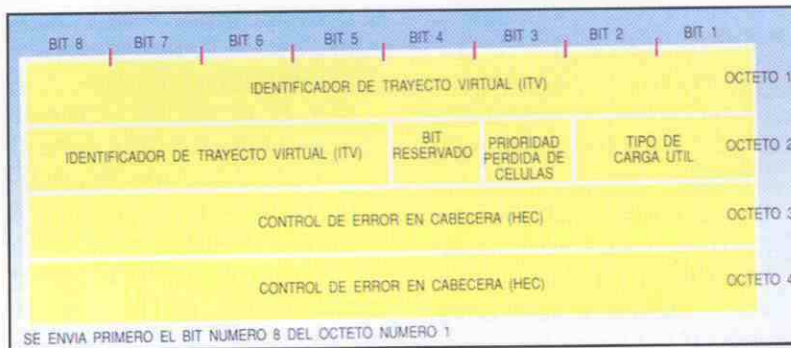 BIT 8 BIT 7 BIT 6 BIT 5 BIT 4 BIT 3 BIT 2 BIT 1
IDENTIFICADOR DE TRAYECTO VIRTUAL (ITV) OCTETO 1
IDENTIFICADOR DE TRAYECTO VIRTUAL (ITV)
BIT
RESERVADO
PRIORIDAD
PERDIDA DE
CELULAS
TIPO DE
CARGA UTIL
OCTETO 2
CONTROL DE ERROR EN CABECERA (HEC) OCTETO 3
CONTROL DE ERROR EN CABECERA (HEC) OCTETO 4
SE ENVIA PRIMERO EL BIT NUMERO 8 DEL OCTETO NUMERO 1